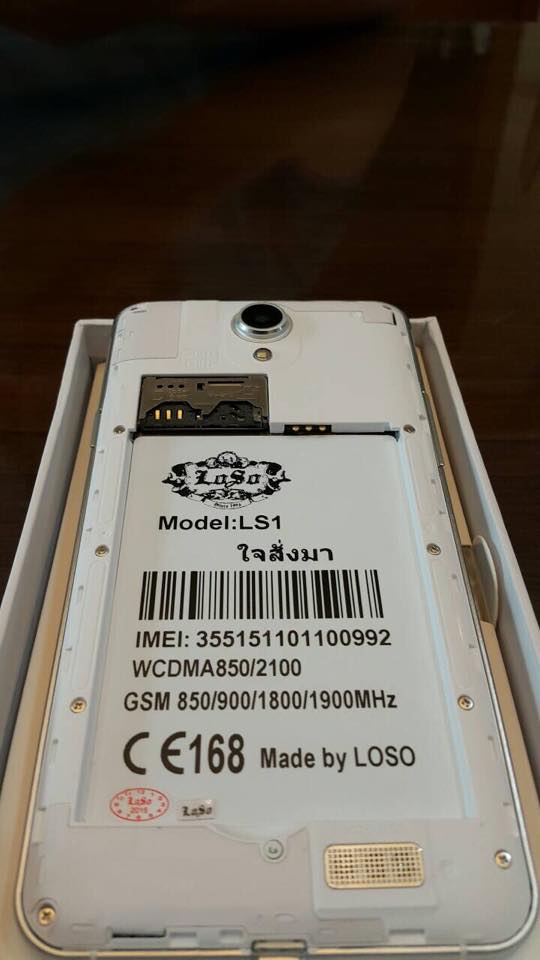 LoSo
Model:LS1
ใจสั่งมา
IMEI: 355151101100992
WCDMA850/2100
GSM 850/900/1800/1900MHz
CE168 Made by LOSO
LoSo
2015
LoSo